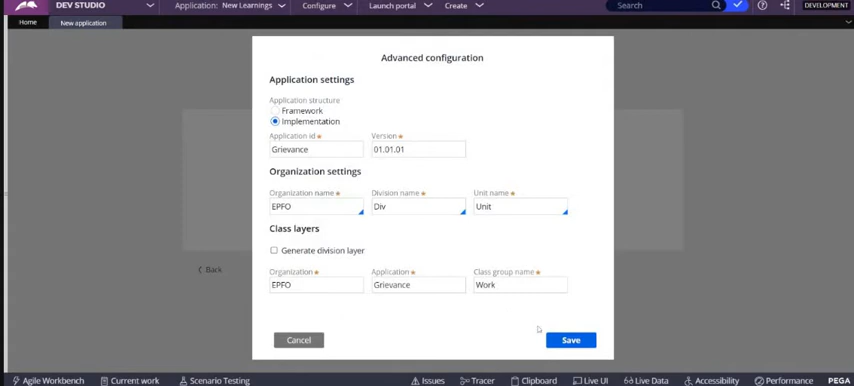 DEV STUDIO Application: New Learnings Configure Launch portal Create Search DEVELOPMENT
Home New application
Advanced configuration
Application settings
Application structure
Framework
Implementation
Application id * Version *
Grievance 01.01.01
Organization settings
Organization name * Division name * Unit name *
EPFO Div Unit
Class layers
Generate division layer
Organization * Application * Class group name *
EPFO Grievance Work
< Back
Cancel Save
Agile Workbench Current work Scenario Testing Issues Tracer Clipboard Live UI Live Data Accessibility Performance PEGA